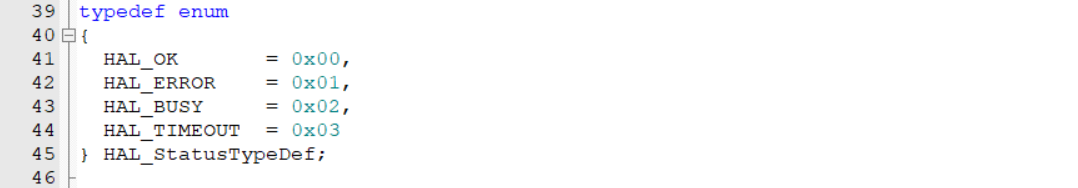 39 typedef enum
40 {
41   HAL_OK       = 0x00,
42   HAL_ERROR    = 0x01,
43   HAL_BUSY     = 0x02,
44   HAL_TIMEOUT  = 0x03
45 } HAL_StatusTypeDef;
46